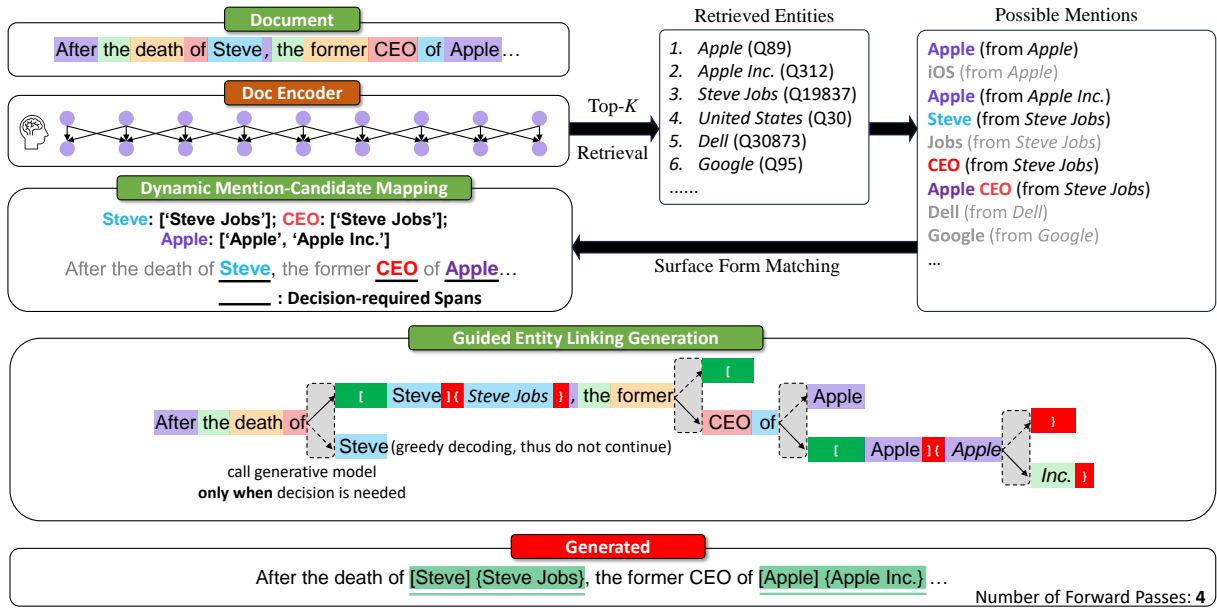 Document
After the death of Steve, the former CEO of Apple…
Doc Encoder
Top-K
Retrieval
Retrieved Entities
1. Apple (Q89)
2. Apple Inc. (Q312)
3. Steve Jobs (Q19837)
4. United States (Q30)
5. Dell (Q30873)
6. Google (Q95)
......
Possible Mentions
Apple (from Apple)
iOS (from Apple)
Apple (from Apple Inc.)
Steve (from Steve Jobs)
Jobs (from Steve Jobs)
CEO (from Steve Jobs)
Apple CEO (from Steve Jobs)
Dell (from Dell)
Google (from Google)
…
Surface Form Matching
Dynamic Mention-Candidate Mapping
Steve: ['Steve Jobs']; CEO: ['Steve Jobs'];
Apple: ['Apple', 'Apple Inc.']
After the death of Steve, the former CEO of Apple…
: Decision-required Spans
Guided Entity Linking Generation
[
[ Steve ] { Steve Jobs } , the former
Apple
}
After the death of
CEO of
Steve (greedy decoding, thus do not continue)
[ Apple ] { Apple
Inc. }
call generative model
only when decision is needed
Generated
After the death of [Steve] {Steve Jobs}, the former CEO of [Apple] {Apple Inc.} …
Number of Forward Passes: 4